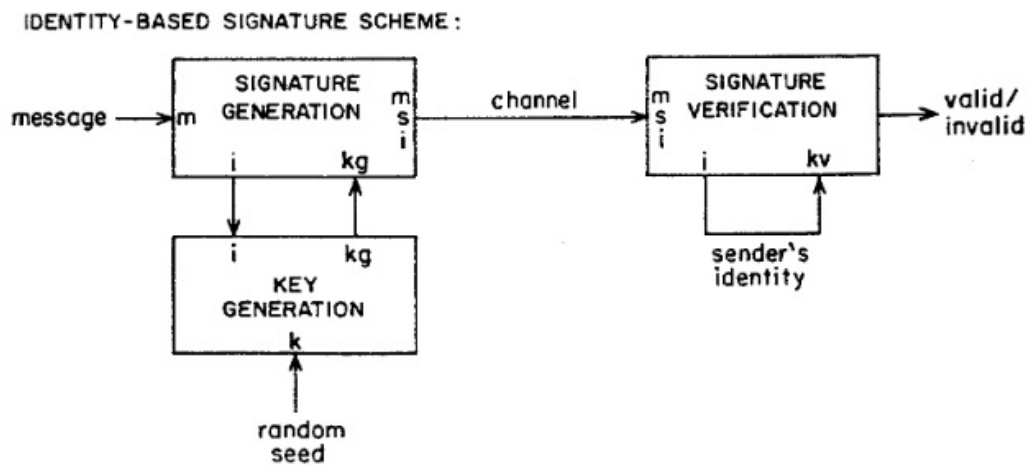 IDENTITY-BASED SIGNATURE SCHEME:
message
m
SIGNATURE
GENERATION
m
s
i
i
kg
channel
m
s
i
SIGNATURE
VERIFICATION
i
kv
valid/
invalid
sender's
identity
i
kg
KEY
GENERATION
k
random
seed